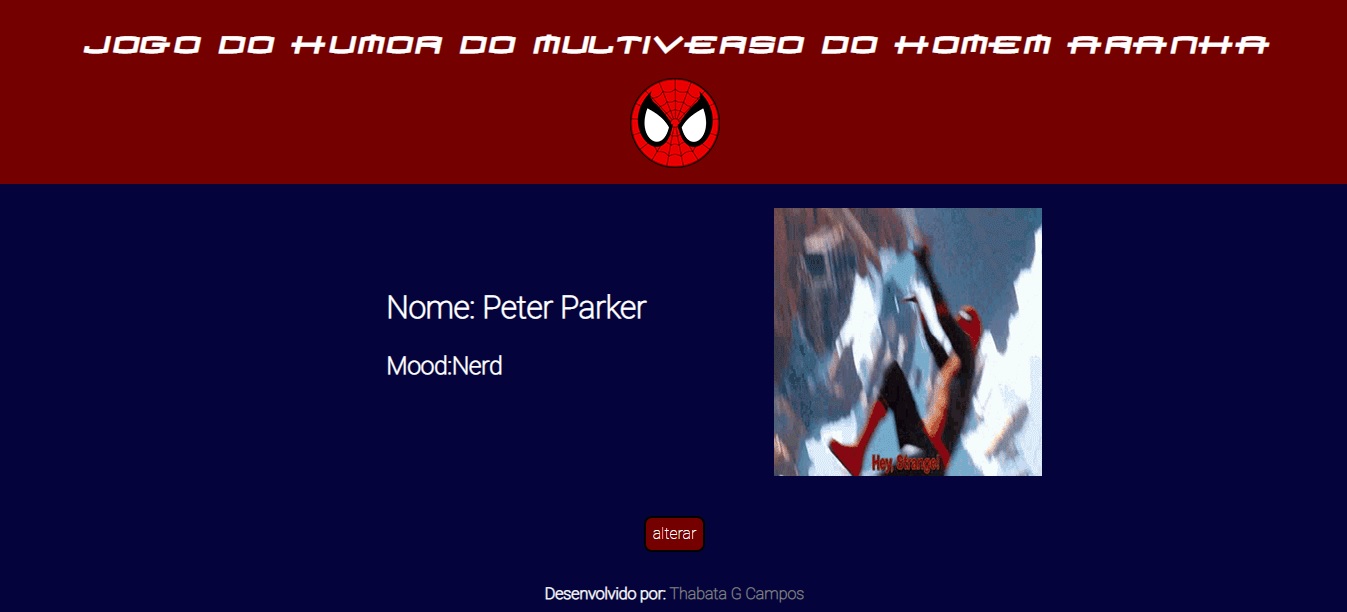 JOGO DO HUMOR DO MULTIVERSO DO HOMEM ARANHA
Nome: Peter Parker
Mood:Nerd
Hey, Strange!
alterar
Desenvolvido por: Thabata G Campos